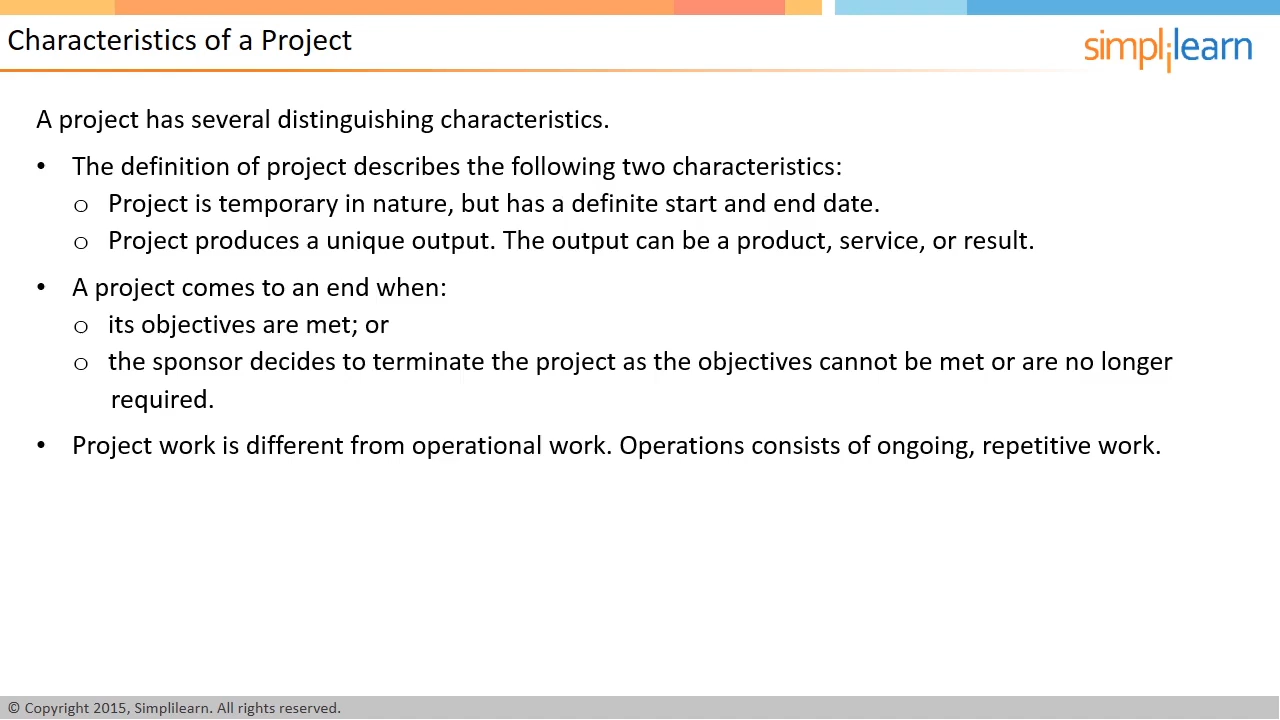 Characteristics of a Project
simplilearn
A project has several distinguishing characteristics.
• The definition of project describes the following two characteristics:
o Project is temporary in nature, but has a definite start and end date.
o Project produces a unique output. The output can be a product, service, or result.
• A project comes to an end when:
o its objectives are met; or
o the sponsor decides to terminate the project as the objectives cannot be met or are no longer
required.
• Project work is different from operational work. Operations consists of ongoing, repetitive work.
© Copyright 2015, Simplilearn. All rights reserved.